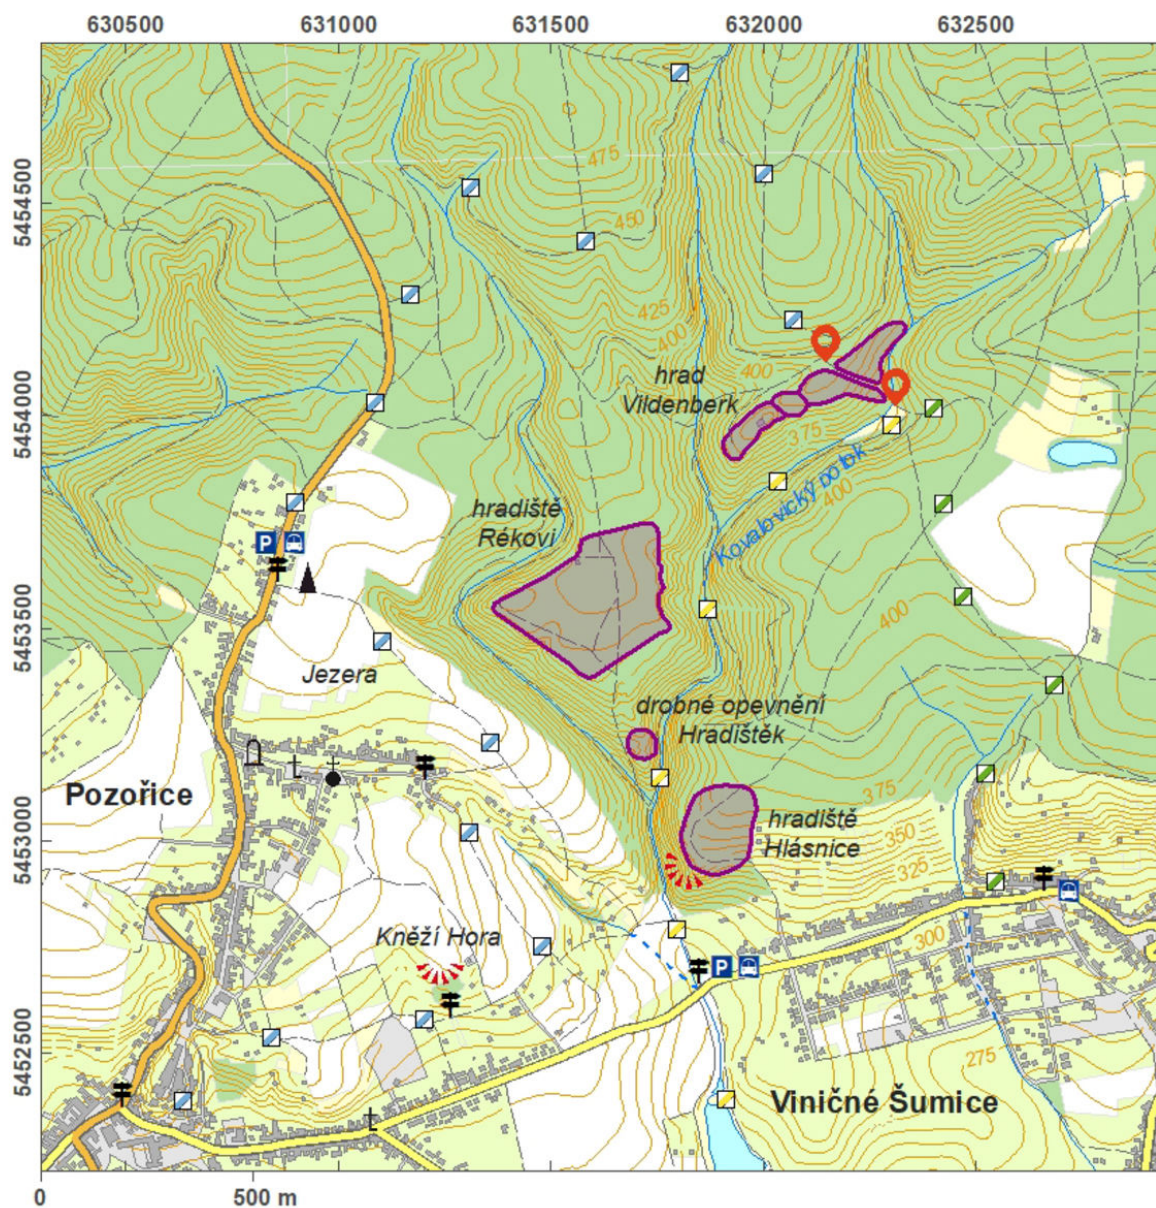 630500 631000 631500 632000 632500
5454500
5454000
5453500
5453000
5452500
475
450
425
400
hrad
Vildenberk
400
375
400
Kovalovický potok
hradiště
Rékovi
P
400
Jezera
drobné opevnění
Hradištěk
375
Pozořice
hradiště
Hlásnice
350
325
Kněží Hora
300
P
275
Viničné Šumice
0 500 m